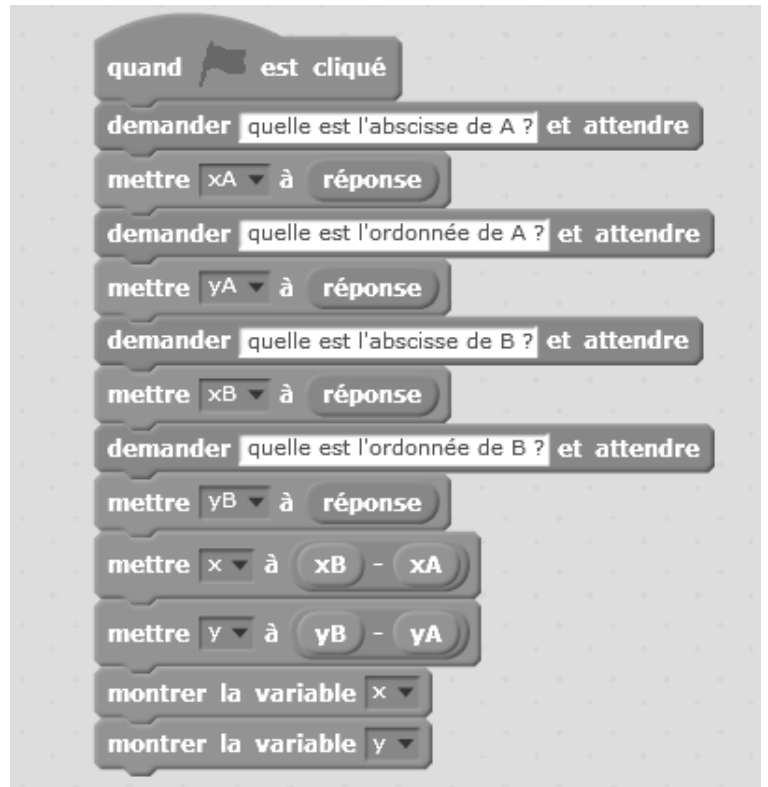 quand est cliqué
demander quelle est l'abscisse de A ? et attendre
mettre xA à réponse
demander quelle est l'ordonnée de A ? et attendre
mettre yA à réponse
demander quelle est l'abscisse de B ? et attendre
mettre xB à réponse
demander quelle est l'ordonnée de B ? et attendre
mettre yB à réponse
mettre x à xB - xA
mettre y à yB - yA
montrer la variable x
montrer la variable y